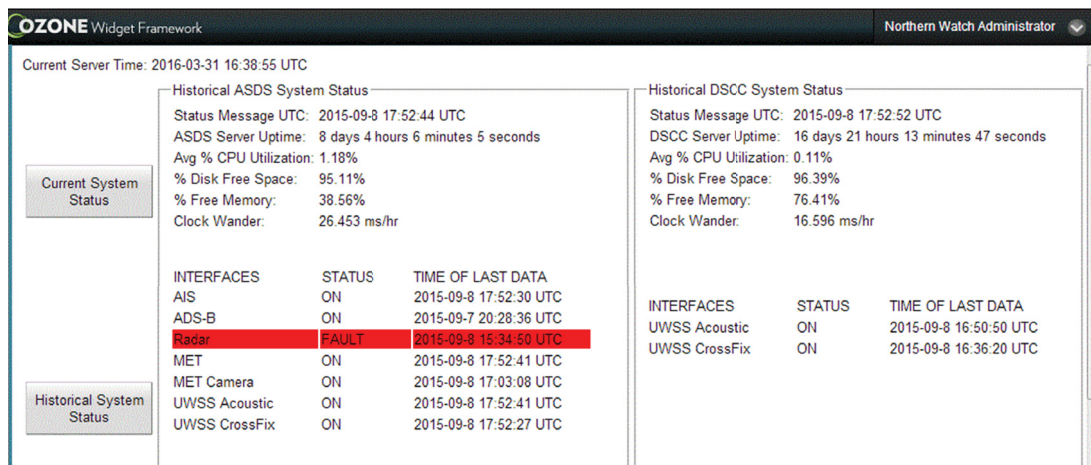 OZONE Widget Framework
Northern Watch Administrator
Current Server Time: 2016-03-31 16:38:55 UTC
Current System
Status
Historical System
Status
Historical ASDS System Status
Status Message UTC: 2015-09-8 17:52:44 UTC
ASDS Server Uptime: 8 days 4 hours 6 minutes 5 seconds
Avg % CPU Utilization: 1.18%
% Disk Free Space: 95.11%
% Free Memory: 38.56%
Clock Wander: 26.453 ms/hr
INTERFACES STATUS TIME OF LAST DATA
AIS ON 2015-09-8 17:52:30 UTC
ADS-B ON 2015-09-7 20:28:36 UTC
Radar FAULT 2015-09-8 15:34:50 UTC
MET ON 2015-09-8 17:52:41 UTC
MET Camera ON 2015-09-8 17:03:08 UTC
UWSS Acoustic ON 2015-09-8 17:52:41 UTC
UWSS CrossFix ON 2015-09-8 17:52:27 UTC
Historical DSCC System Status
Status Message UTC: 2015-09-8 17:52:52 UTC
DSCC Server Uptime: 16 days 21 hours 13 minutes 47 seconds
Avg % CPU Utilization: 0.11%
% Disk Free Space: 96.39%
% Free Memory: 76.41%
Clock Wander: 16.596 ms/hr
INTERFACES STATUS TIME OF LAST DATA
UWSS Acoustic ON 2015-09-8 16:50:50 UTC
UWSS CrossFix ON 2015-09-8 16:36:20 UTC